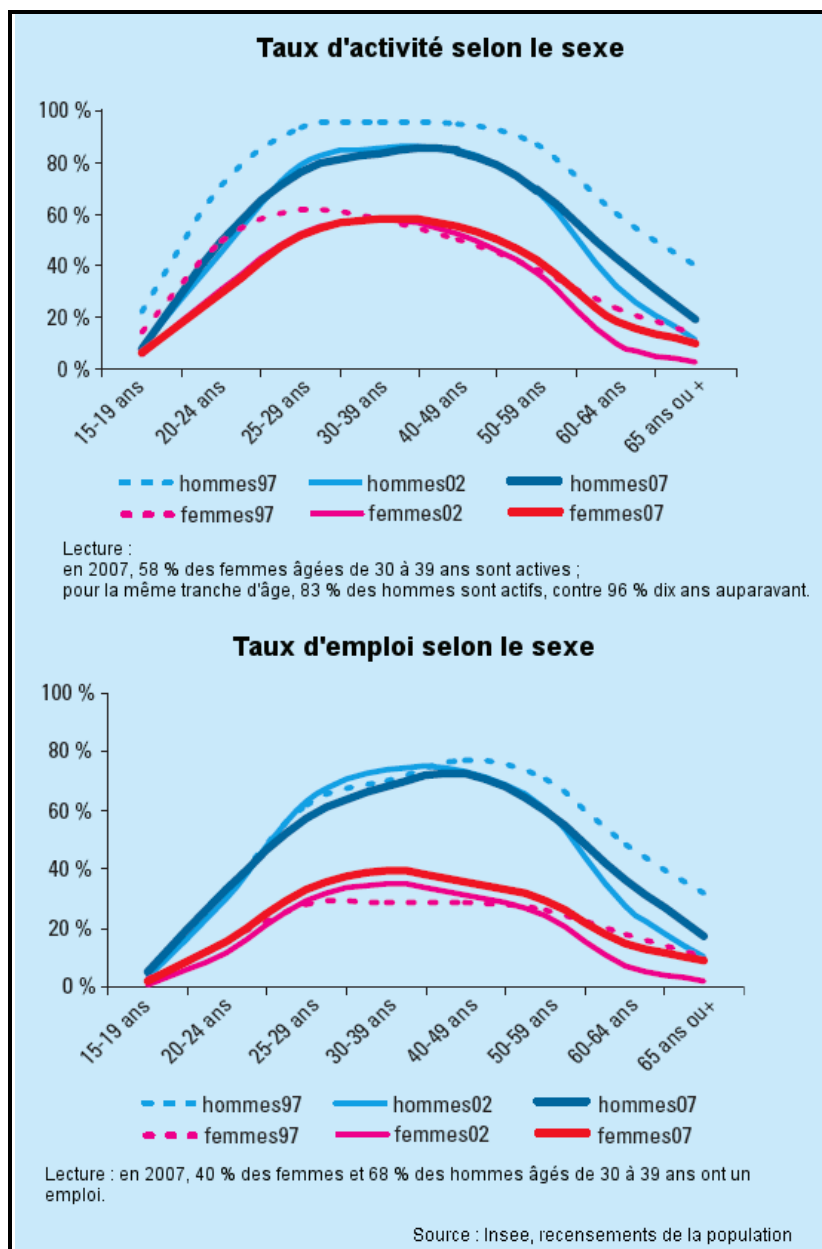 Taux d'activité selon le sexe
100 %
80 %
60 %
40 %
20 %
0 %
15-19 ans
20-24 ans
25-29 ans
30-39 ans
40-49 ans
50-59 ans
60-64 ans
65 ans ou +
hommes97 hommes02 hommes07
femmes97 femmes02 femmes07
Lecture :
en 2007, 58 % des femmes âgées de 30 à 39 ans sont actives ;
pour la même tranche d'âge, 83 % des hommes sont actifs, contre 96 % dix ans auparavant.
Taux d'emploi selon le sexe
100 %
80 %
60 %
40 %
20 %
0 %
15-19 ans
20-24 ans
25-29 ans
30-39 ans
40-49 ans
50-59 ans
60-64 ans
65 ans ou+
hommes97 hommes02 hommes07
femmes97 femmes02 femmes07
Lecture : en 2007, 40 % des femmes et 68 % des hommes âgés de 30 à 39 ans ont un
emploi.
Source : Insee, recensements de la population